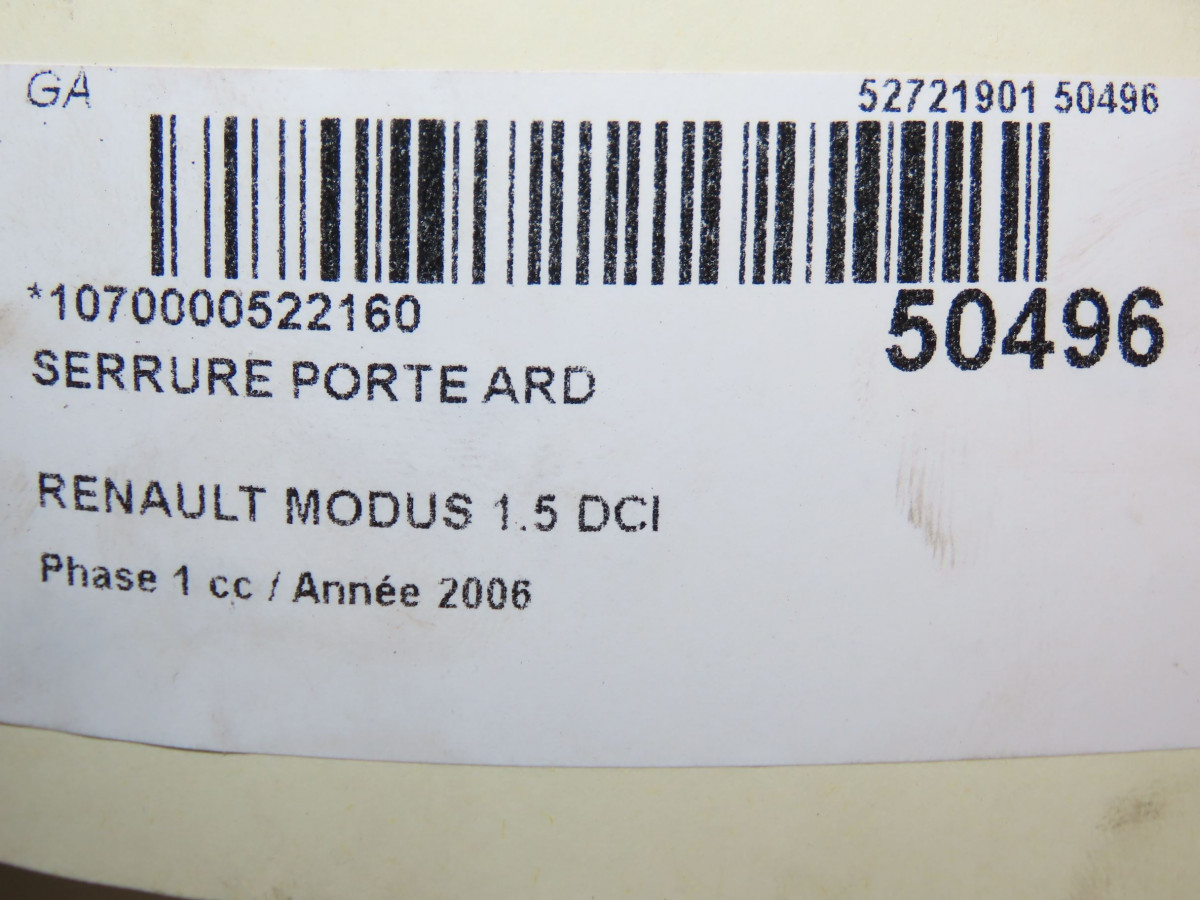 GA 52721901 50496
*1070000522160 50496
SERRURE PORTE ARD
RENAULT MODUS 1.5 DCI
Phase 1 cc / Année 2006